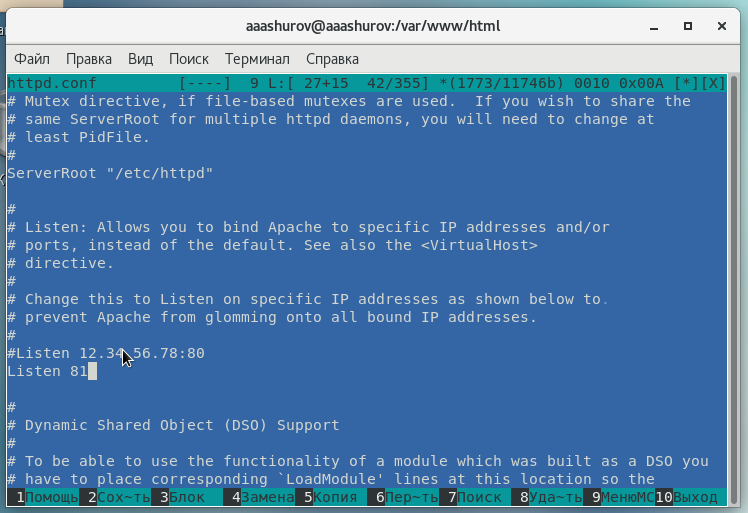 aaashurov@aaashurov:/var/www/html
Файл Правка Вид Поиск Терминал Справка
httpd.conf [----] 9 L:[ 27+15 42/355] *(1773/11746b) 0010 0x00A [*][X]
# Mutex directive, if file-based mutexes are used.  If you wish to share the
# same ServerRoot for multiple httpd daemons, you will need to change at
# least PidFile.
#
ServerRoot "/etc/httpd"
#
# Listen: Allows you to bind Apache to specific IP addresses and/or
# ports, instead of the default. See also the <VirtualHost>
# directive.
#
# Change this to Listen on specific IP addresses as shown below to.
# prevent Apache from glomming onto all bound IP addresses.
#
#Listen 12.34.56.78:80
Listen 81
#
# Dynamic Shared Object (DSO) Support
#
# To be able to use the functionality of a module which was built as a DSO you
# have to place corresponding `LoadModule' lines at this location so the
1Помощь 2Сох~ть 3Блок 4Замена 5Копия 6Пер~ть 7Поиск 8Уда~ть 9МенюMC 10Выход